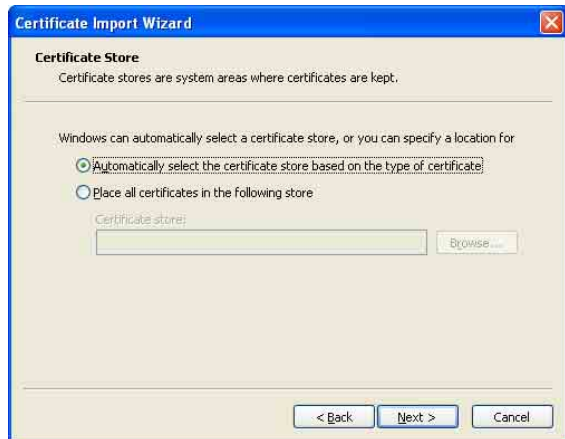 Certificate Import Wizard
Certificate Store
Certificate stores are system areas where certificates are kept.
Windows can automatically select a certificate store, or you can specify a location for
Automatically select the certificate store based on the type of certificate
Place all certificates in the following store
Certificate store:
Browse...
< Back
Next >
Cancel